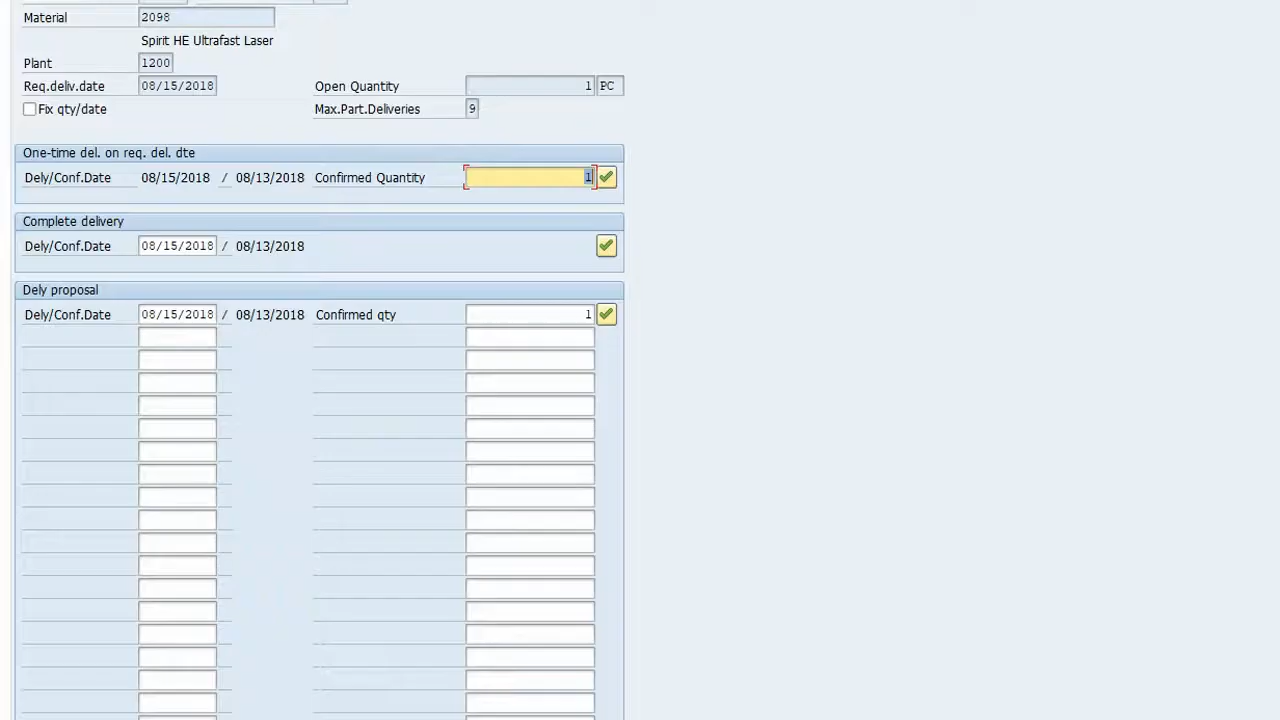 Material 2098
Spirit HE Ultrafast Laser
Plant 1200
Req.deliv.date 08/15/2018 Open Quantity 1 PC
Fix qty/date Max.Part.Deliveries 9
One-time del. on req. del. dte
Dely/Conf.Date 08/15/2018 / 08/13/2018 Confirmed Quantity 1
Complete delivery
Dely/Conf.Date 08/15/2018 / 08/13/2018
Dely proposal
Dely/Conf.Date 08/15/2018 / 08/13/2018 Confirmed qty 1